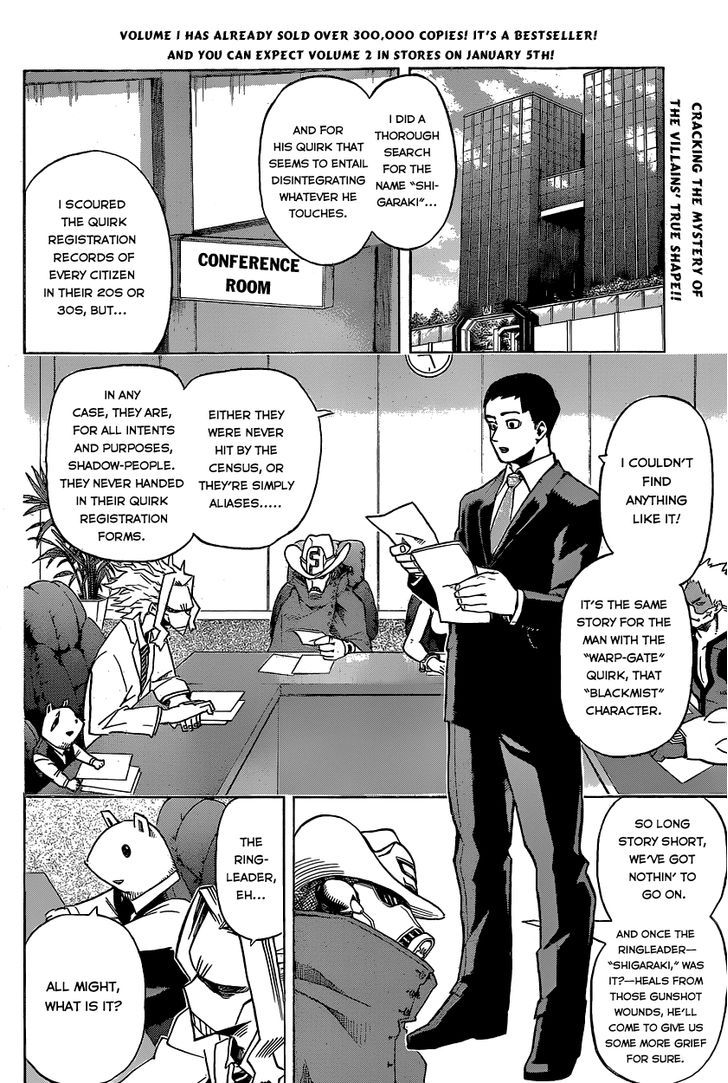 VOLUME 1 HAS ALREADY SOLD OVER 300,000 COPIES! IT'S A BESTSELLER!
AND YOU CAN EXPECT VOLUME 2 IN STORES ON JANUARY 5TH!
CRACKING THE MYSTERY OF
THE VILLAINS' TRUE SHAPE!!
I DID A
THOROUGH
SEARCH
FOR THE
NAME "SHI-
GARAKI"...
AND FOR
HIS QUIRK THAT
SEEMS TO ENTAIL
DISINTEGRATING
WHATEVER HE
TOUCHES.
I SCOURED
THE QUIRK
REGISTRATION
RECORDS OF
EVERY CITIZEN
IN THEIR 20S OR
30S, BUT...
CONFERENCE
ROOM
I COULDN'T
FIND
ANYTHING
LIKE IT!
IT'S THE SAME
STORY FOR THE
MAN WITH THE
"WARP-GATE"
QUIRK, THAT
"BLACKMIST"
CHARACTER.
EITHER THEY
WERE NEVER
HIT BY THE
CENSUS, OR
THEY'RE SIMPLY
ALIASES.....
IN ANY
CASE, THEY ARE,
FOR ALL INTENTS
AND PURPOSES,
SHADOW-PEOPLE.
THEY NEVER HANDED
IN THEIR QUIRK
REGISTRATION
FORMS.
S
SO LONG
STORY SHORT,
WE'VE GOT
NOTHIN' TO
GO ON.
AND ONCE THE
RINGLEADER—
"SHIGARAKI," WAS
IT?—HEALS FROM
THOSE GUNSHOT
WOUNDS, HE'LL
COME TO GIVE US
SOME MORE GRIEF
FOR SURE.
THE
RING-
LEADER,
EH...
ALL MIGHT,
WHAT IS IT?